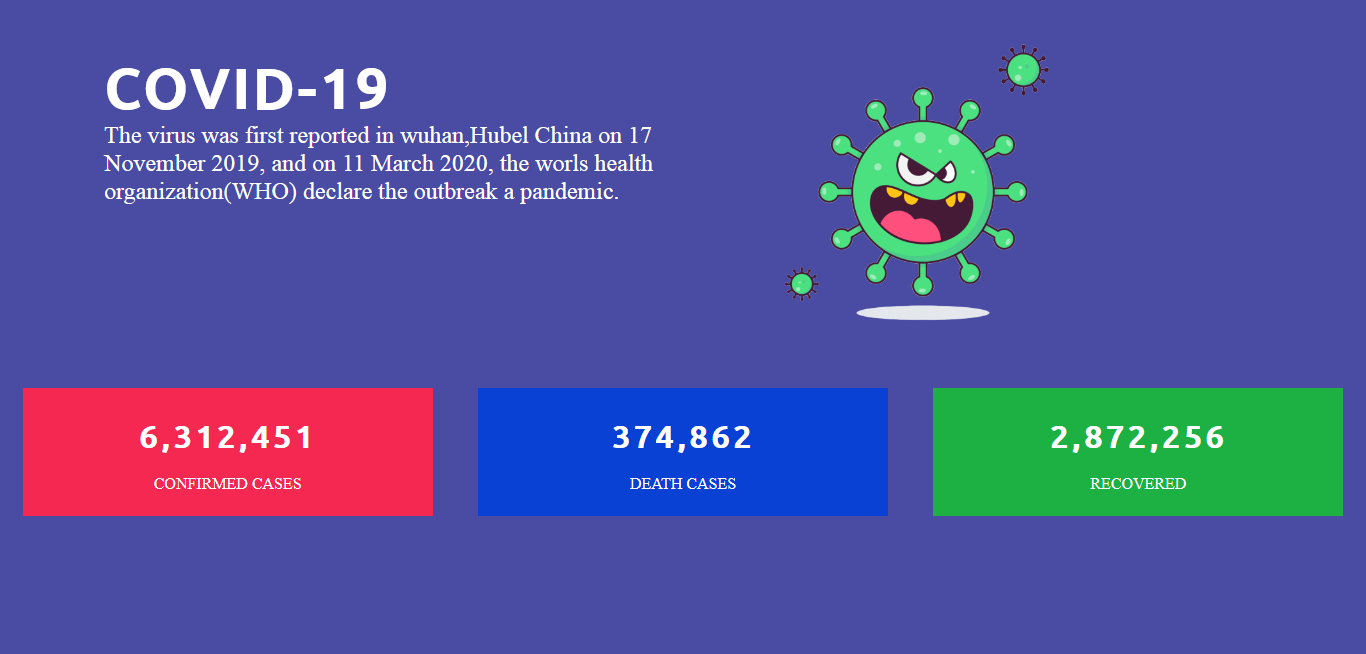 COVID-19
The virus was first reported in wuhan,Hubel China on 17
November 2019, and on 11 March 2020, the worls health
organization(WHO) declare the outbreak a pandemic.
6,312,451
CONFIRMED CASES
374,862
DEATH CASES
2,872,256
RECOVERED